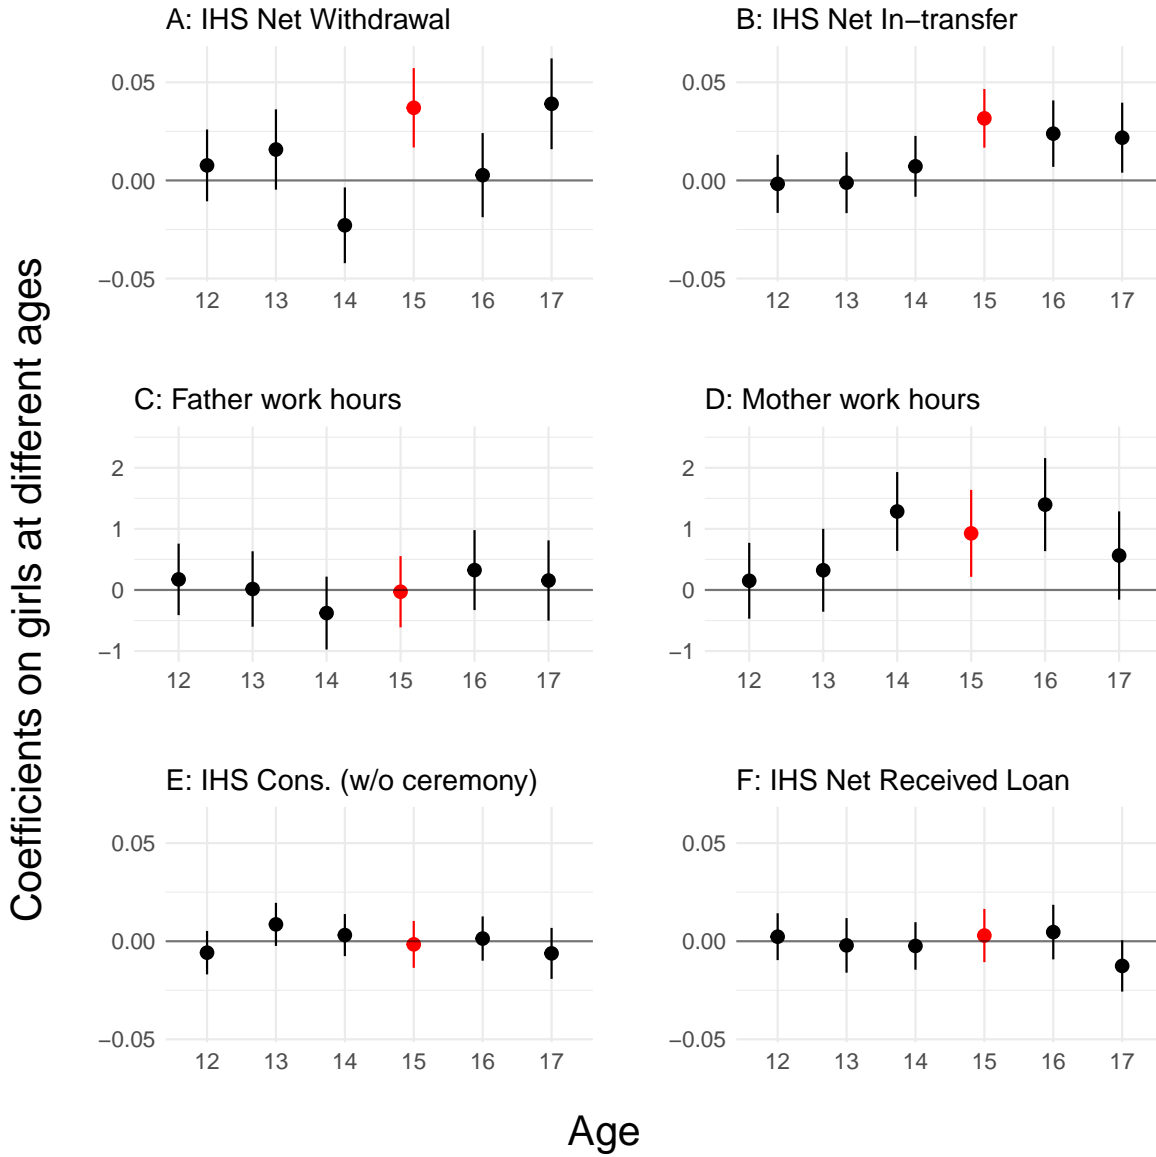 A: IHS Net Withdrawal
0.05
0.00
−0.05
12 13 14 15 16 17
B: IHS Net In−transfer
0.05
0.00
−0.05
12 13 14 15 16 17
C: Father work hours
2
1
0
−1
12 13 14 15 16 17
D: Mother work hours
2
1
0
−1
12 13 14 15 16 17
E: IHS Cons. (w/o ceremony)
0.05
0.00
−0.05
12 13 14 15 16 17
F: IHS Net Received Loan
0.05
0.00
−0.05
12 13 14 15 16 17
Coefficients on girls at different ages
Age